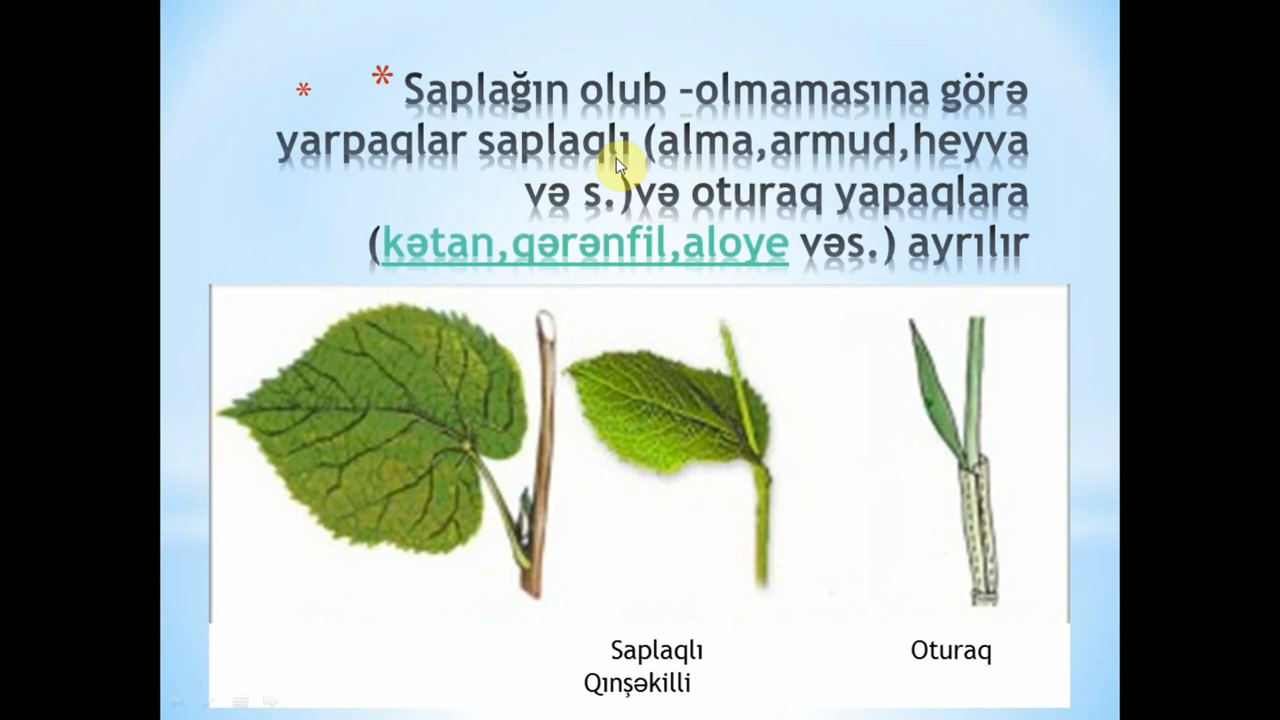 * * Saplağın olub -olmamasına görə
yarpaqlar saplaqlı (alma,armud,heyva
və s.)və oturaq yapaqlara
(kətan,qərənfil,aloye vəs.) ayrılır
Saplaqlı Oturaq
Qınşəkilli